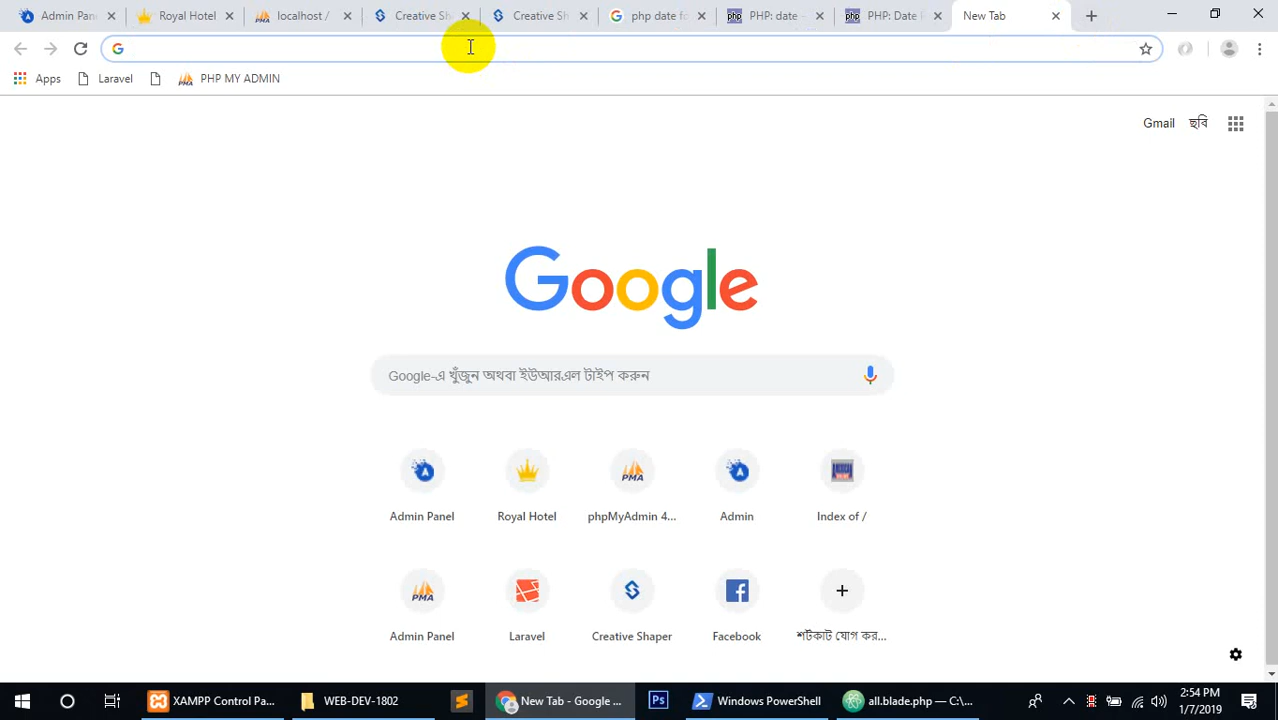 Admin Pan
Royal Hotel
localhost /
Creative Sh
Creative Sh
php date fo
PHP: date -
PHP: Date F
New Tab
Apps
Laravel
PHP MY ADMIN
Gmail
ছবি
Google
Google-এ খুঁজুন অথবা ইউআরএল টাইপ করুন
Admin Panel
Royal Hotel
phpMyAdmin 4...
Admin
Index of /
Admin Panel
Laravel
Creative Shaper
Facebook
শর্টকাট যোগ কর...
XAMPP Control Pa...
WEB-DEV-1802
New Tab - Google ...
Windows PowerShell
all.blade.php — C:\...
2:54 PM
1/7/2019